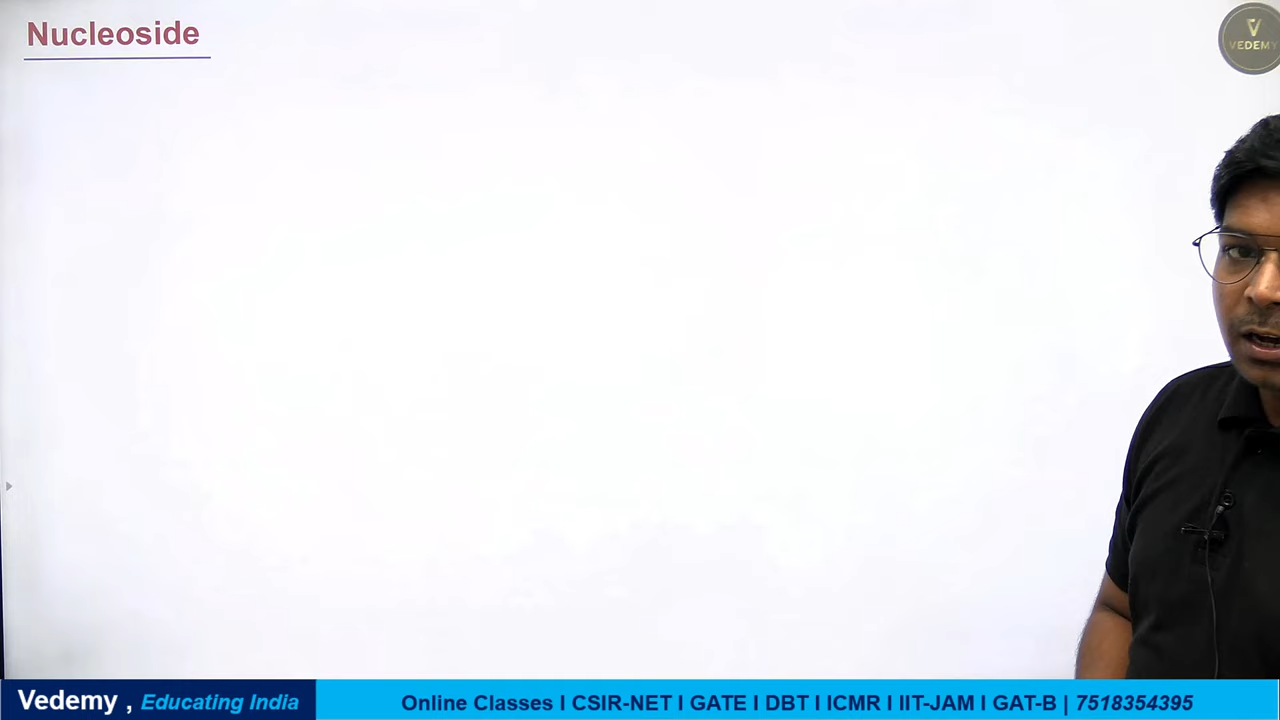 Nucleoside
V
VEDEMY
Vedemy , Educating India
Online Classes I CSIR-NET I GATE I DBT I ICMR I IIT-JAM I GAT-B | 7518354395